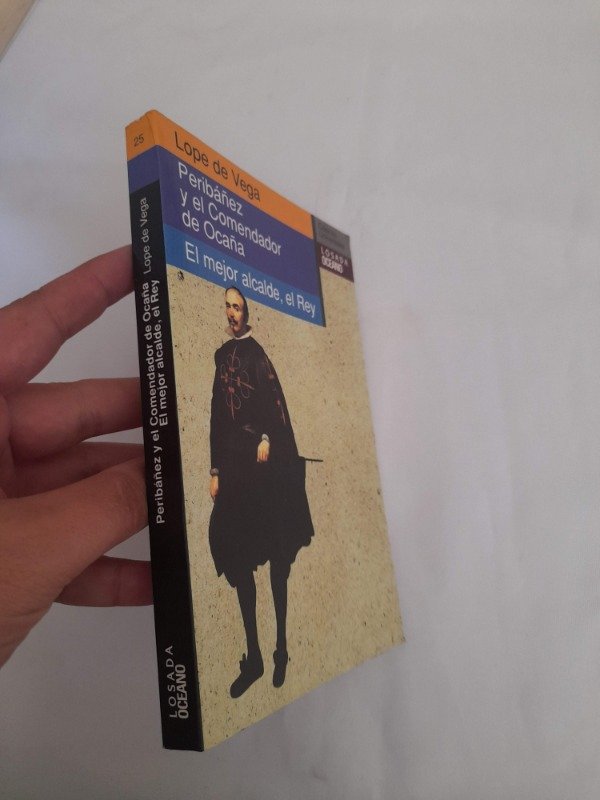 25
Lope de Vega
Peribáñez
y el Comendador
de Ocaña
El mejor alcalde, el Rey
LOSADA
OCEANO
Peribáñez y el Comendador de Ocaña Lope de Vega
El mejor alcalde, el Rey
LOSADA
OCEANO